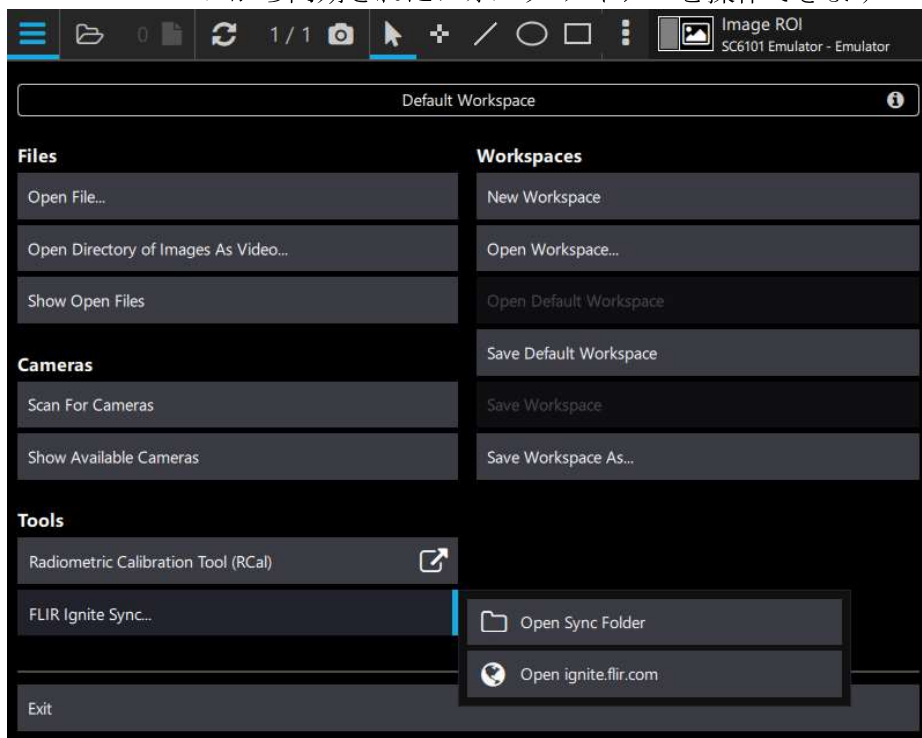 0
1 / 1
Image ROI
SC6101 Emulator - Emulator
Default Workspace
Files
Open File...
Open Directory of Images As Video...
Show Open Files
Cameras
Scan For Cameras
Show Available Cameras
Tools
Radiometric Calibration Tool (RCal)
FLIR Ignite Sync...
Workspaces
New Workspace
Open Workspace...
Open Default Workspace
Save Default Workspace
Save Workspace
Save Workspace As...
Open Sync Folder
Open ignite.flir.com
Exit